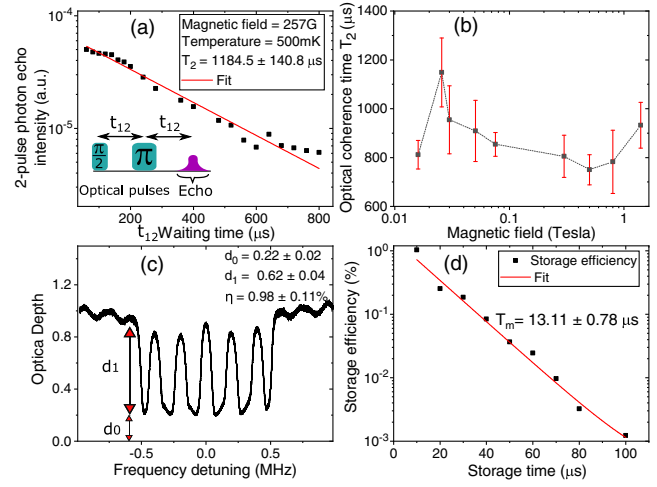 (a)
Magnetic field = 257G
Temperature = 500mK
T2 = 1184.5 ± 140.8 μs
Fit
t12
t12
π/2
π
Optical pulses
Echo
10-4
10-5
2-pulse photon echo
intensity (a.u.)
0
200
400
600
800
t12Waiting time (μs)
(b)
1400
1200
1000
800
600
Optical coherence time T2 (μs)
0.01
0.1
1
Magnetic field (Tesla)
(c)
d0 = 0.22 ± 0.02
d1 = 0.62 ± 0.04
η = 0.98 ± 0.11%
d1
d0
1.2
0.8
0.4
0.0
Optica Depth
-0.5
0.0
0.5
Frequency detuning (MHz)
(d)
Storage efficiency
Fit
Tm= 13.11 ± 0.78 μs
100
10-1
10-2
10-3
Storage efficiency (%)
0
20
40
60
80
100
Storage time (μs)